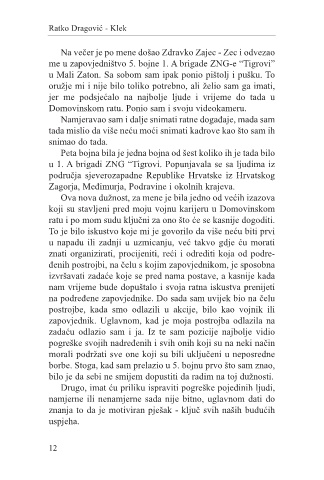 Ratko Dragović - Klek
Na večer je po mene došao Zdravko Zajec - Zec i odvezao
me u zapovjedništvo 5. bojne 1. A brigade ZNG-e “Tigrovi”
u Mali Zaton. Sa sobom sam ipak ponio pištolj i pušku. To
oružje mi i nije bilo toliko potrebno, ali želio sam ga imati,
jer me podsjećalo na najbolje ljude i vrijeme do tada u
Domovinskom ratu. Ponio sam i svoju videokameru.
Namjeravao sam i dalje snimati ratne događaje, mada sam
tada mislio da više neću moći snimati kadrove kao što sam ih
snimao do tada.
Peta bojna bila je jedna bojna od šest koliko ih je tada bilo
u 1. A brigadi ZNG “Tigrovi. Popunjavala se sa ljudima iz
područja sjeverozapadne Republike Hrvatske iz Hrvatskog
Zagorja, Međimurja, Podravine i okolnih krajeva.
Ova nova dužnost, za mene je bila jedno od većih izazova
koji su stavljeni pred moju vojnu karijeru u Domovinskom
ratu i po mom sudu ključni za ono što će se kasnije dogoditi.
To je bilo iskustvo koje mi je govorilo da više neću biti prvi
u napadu ili zadnji u uzmicanju, već takvo gdje ću morati
znati organizirati, procijeniti, reći i odrediti koja od podre-
đenih postrojbi, na čelu s kojim zapovjednikom, je sposobna
izvršavati zadaće koje se pred nama postave, a kasnije kada
nam vrijeme bude dopuštalo i svoja ratna iskustva prenijeti
na podređene zapovjednike. Do sada sam uvijek bio na čelu
postrojbe, kada smo odlazili u akcije, bilo kao vojnik ili
zapovjednik. Uglavnom, kad je moja postrojba odlazila na
zadaću odlazio sam i ja. Iz te sam pozicije najbolje vidio
pogreške svojih nadređenih i svih onih koji su na neki način
morali podržati sve one koji su bili uključeni u neposredne
borbe. Stoga, kad sam prelazio u 5. bojnu prvo što sam znao,
bilo je da sebi ne smijem dopustiti da radim na toj dužnosti.
Drugo, imat ću priliku ispraviti pogreške pojedinih ljudi,
namjerne ili nenamjerne sada nije bitno, uglavnom dati do
znanja to da je motiviran pješak - ključ svih naših budućih
uspjeha.
12